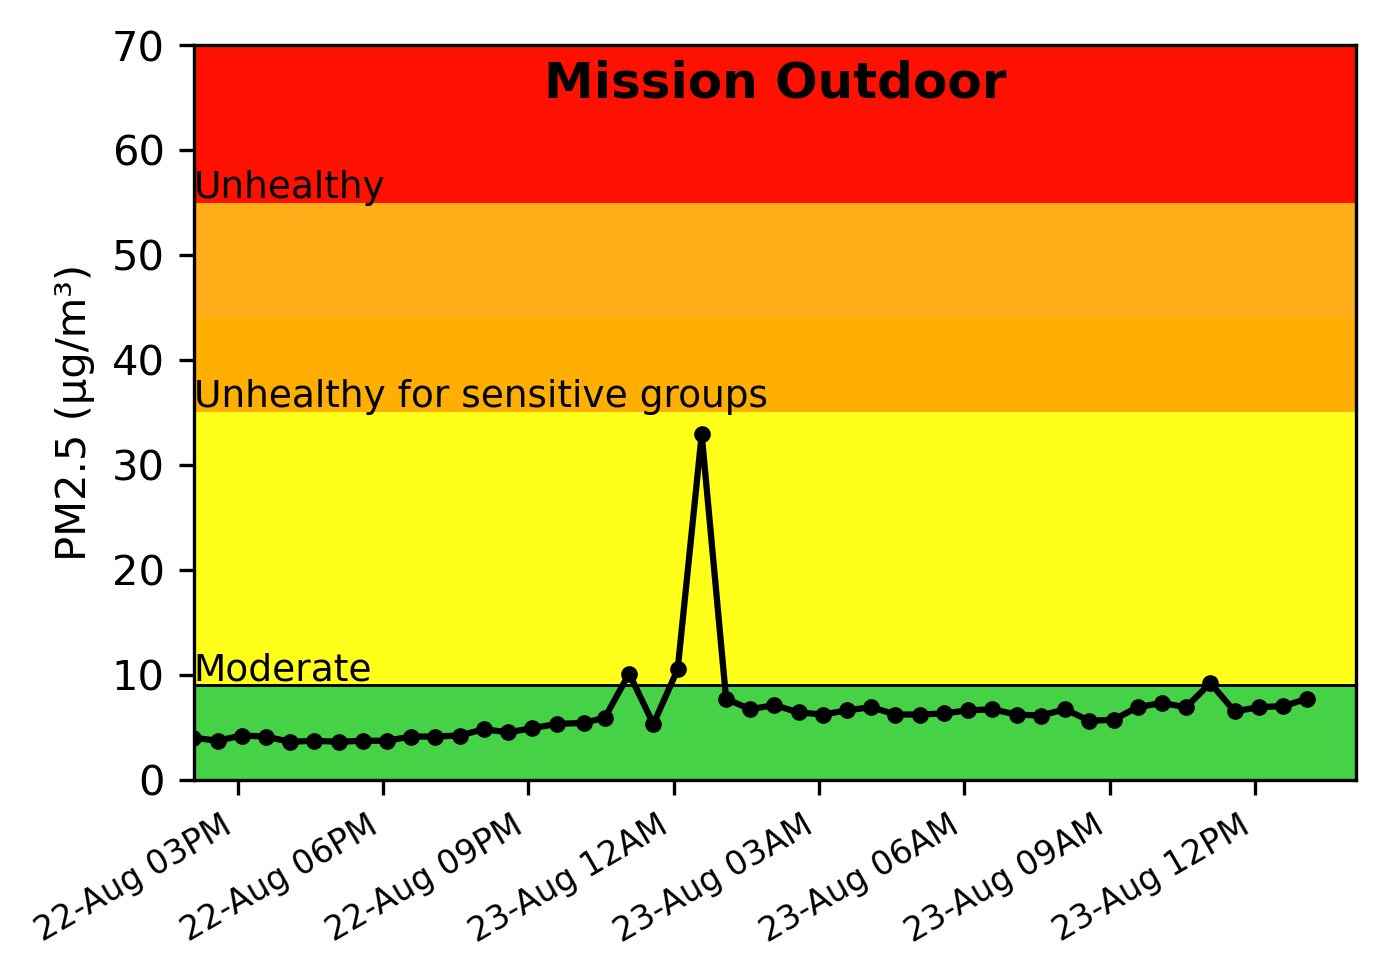 Mission Outdoor
70
60
50
40
30
20
10
0
PM2.5 (µg/m³)
Unhealthy
Unhealthy for sensitive groups
Moderate
22-Aug 03PM
22-Aug 06PM
22-Aug 09PM
23-Aug 12AM
23-Aug 03AM
23-Aug 06AM
23-Aug 09AM
23-Aug 12PM